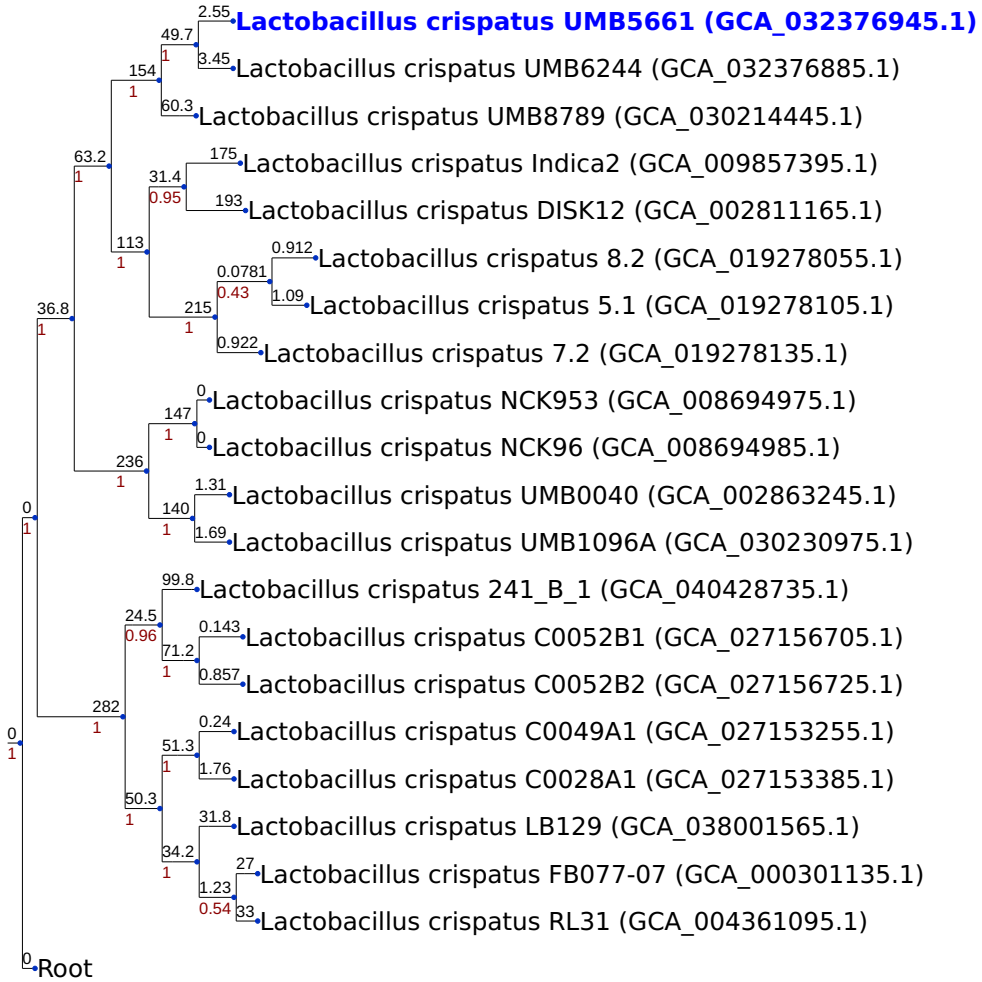 2.55
Lactobacillus crispatus UMB5661 (GCA_032376945.1)
49.7
1
3.45
Lactobacillus crispatus UMB6244 (GCA_032376885.1)
154
1
60.3
Lactobacillus crispatus UMB8789 (GCA_030214445.1)
63.2
1
175
Lactobacillus crispatus Indica2 (GCA_009857395.1)
31.4
0.95
193
Lactobacillus crispatus DISK12 (GCA_002811165.1)
113
1
0.912
Lactobacillus crispatus 8.2 (GCA_019278055.1)
0.0781
0.43
1.09
Lactobacillus crispatus 5.1 (GCA_019278105.1)
215
1
0.922
Lactobacillus crispatus 7.2 (GCA_019278135.1)
36.8
1
0
Lactobacillus crispatus NCK953 (GCA_008694975.1)
147
1
0
Lactobacillus crispatus NCK96 (GCA_008694985.1)
236
1
1.31
Lactobacillus crispatus UMB0040 (GCA_002863245.1)
140
1
1.69
Lactobacillus crispatus UMB1096A (GCA_030230975.1)
0
1
99.8
Lactobacillus crispatus 241_B_1 (GCA_040428735.1)
24.5
0.96
0.143
Lactobacillus crispatus C0052B1 (GCA_027156705.1)
71.2
1
0.857
Lactobacillus crispatus C0052B2 (GCA_027156725.1)
282
1
0.24
Lactobacillus crispatus C0049A1 (GCA_027153255.1)
51.3
1
1.76
Lactobacillus crispatus C0028A1 (GCA_027153385.1)
50.3
1
31.8
Lactobacillus crispatus LB129 (GCA_038001565.1)
34.2
1
27
Lactobacillus crispatus FB077-07 (GCA_000301135.1)
1.23
0.54
33
Lactobacillus crispatus RL31 (GCA_004361095.1)
0
1
0
Root